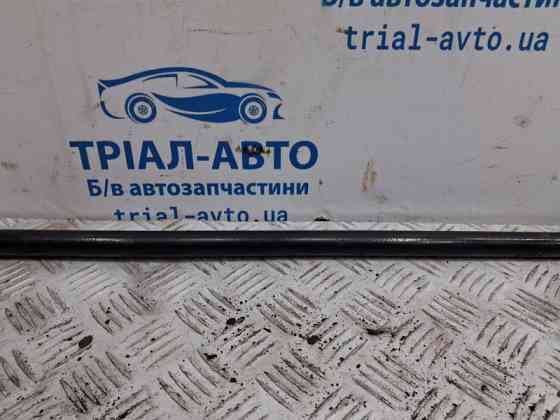 Б/в автозапчастини
trial-avto.ua
ТРІАЛ-АВТО
Б/в автозапчастини
trial-avto.ua